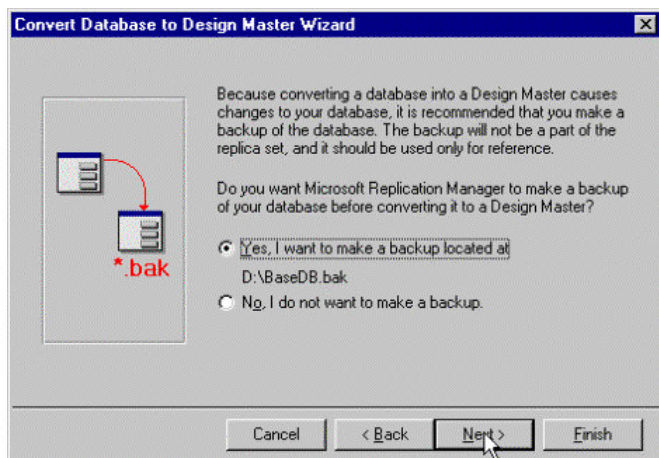 Convert Database to Design Master Wizard
Because converting a database into a Design Master causes
changes to your database, it is recommended that you make a
backup of the database. The backup will not be a part of the
replica set, and it should be used only for reference.
Do you want Microsoft Replication Manager to make a backup
of your database before converting it to a Design Master?
Yes, I want to make a backup located at
D:\BaseDB.bak
No, I do not want to make a backup.
*.bak
Cancel
< Back
Next >
Finish